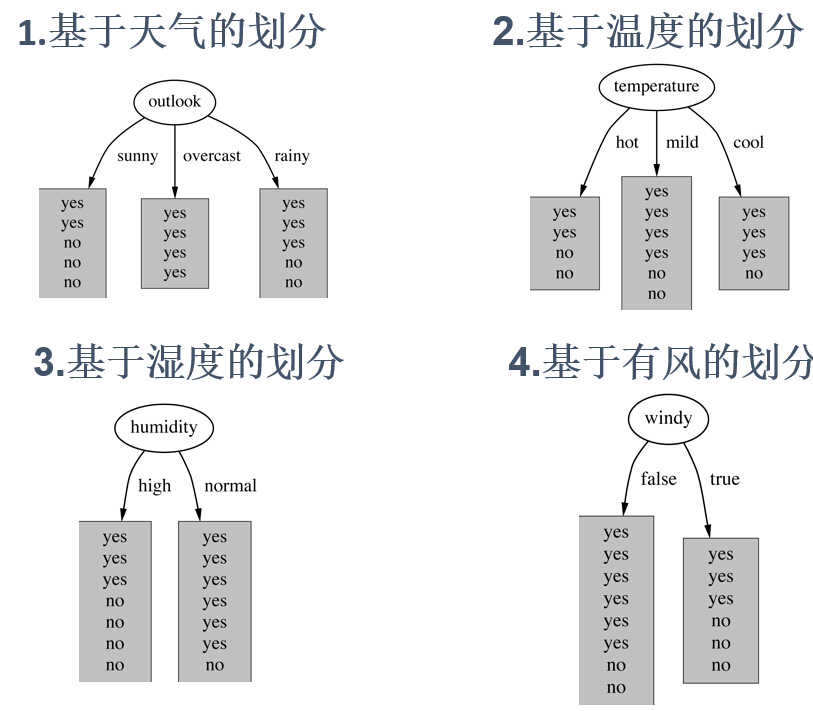 1.基于天气的划分
outlook
sunny overcast rainy
yes yes yes
yes yes yes
no yes yes
no yes no
no no
2.基于温度的划分
temperature
hot mild cool
yes
yes yes yes
yes yes yes
no yes yes
no no no
no
3.基于湿度的划分
humidity
high normal
yes yes
yes yes
yes yes
no yes
no yes
no yes
no no
4.基于有风的划分
windy
false true
yes
yes yes
yes yes
yes yes
yes no
yes no
no no
no